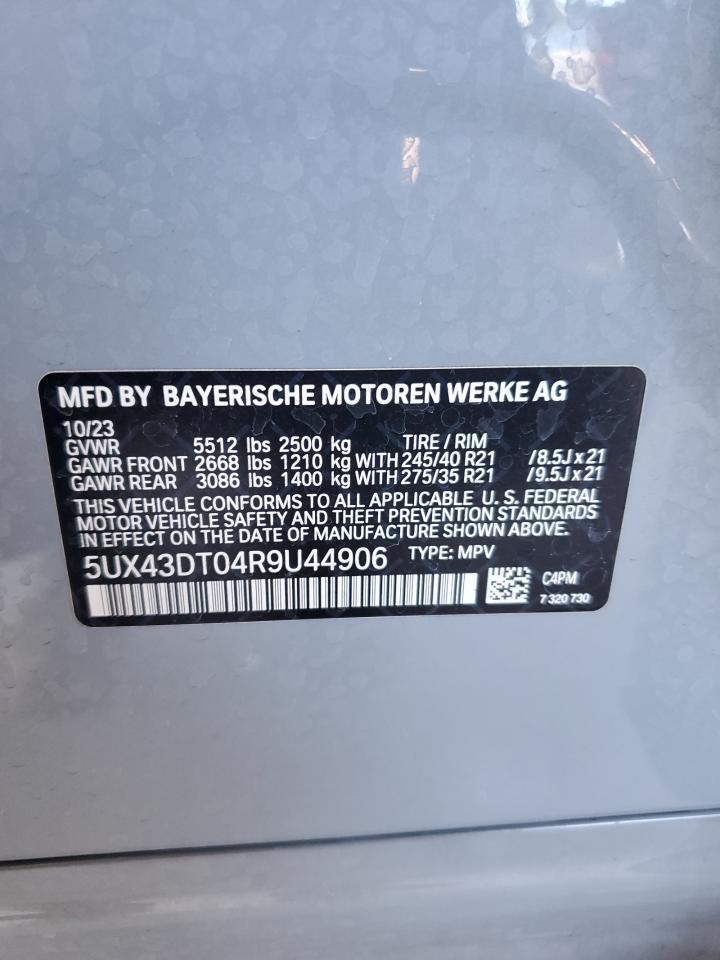 MFD BY BAYERISCHE MOTOREN WERKE AG
10/23
GVWR 5512 lbs 2500 kg TIRE / RIM
GAWR FRONT 2668 lbs 1210 kg WITH 245/40 R21 /8.5J x 21
GAWR REAR 3086 lbs 1400 kg WITH 275/35 R21 /9.5J x 21
THIS VEHICLE CONFORMS TO ALL APPLICABLE U. S. FEDERAL
MOTOR VEHICLE SAFETY AND THEFT PREVENTION STANDARDS
IN EFFECT ON THE DATE OF MANUFACTURE SHOWN ABOVE.
5UX43DT04R9U44906 TYPE: MPV
C4PM
7 320 730